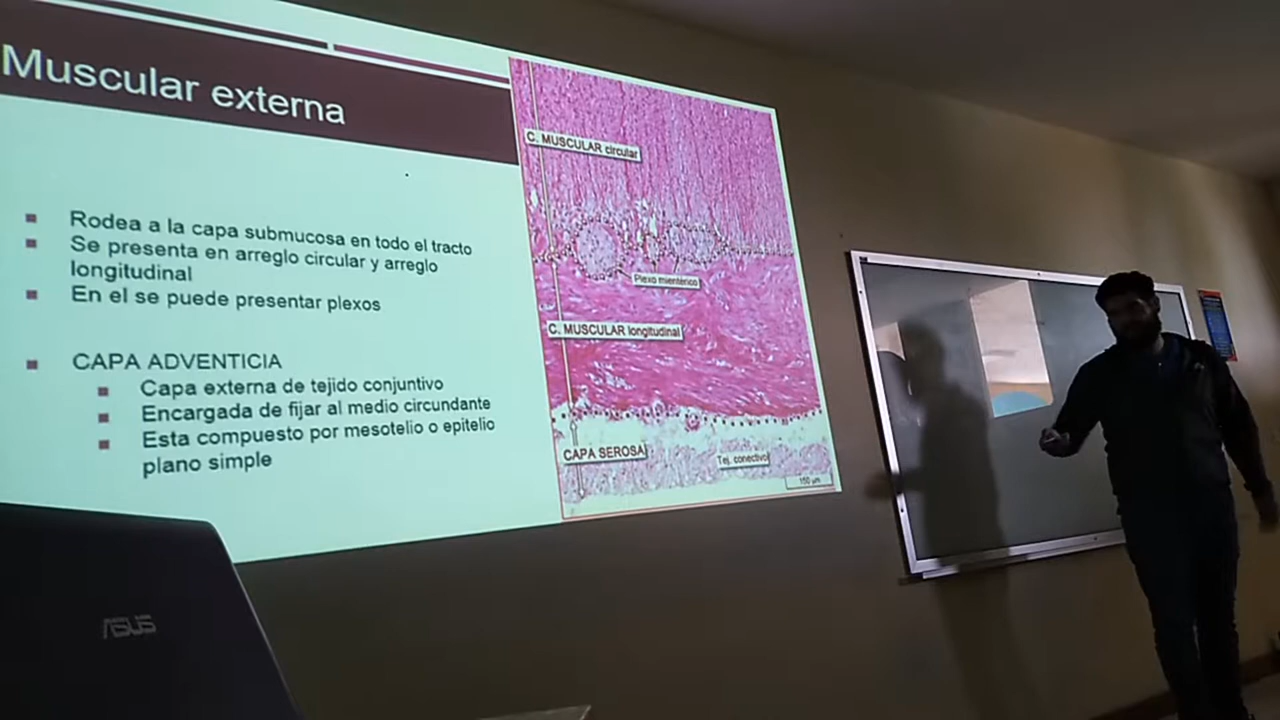 Muscular externa
Rodea a la capa submucosa en todo el tracto
Se presenta en arreglo circular y arreglo
longitudinal
En el se puede presentar plexos
CAPA ADVENTICIA
Capa externa de tejido conjuntivo
Encargada de fijar al medio circundante
Esta compuesto por mesotelio o epitelio
plano simple
C. MUSCULAR circular
Plexo mientérico
C. MUSCULAR longitudinal
CAPA SEROSA
Tej. conectivo
150 µm
ASUS